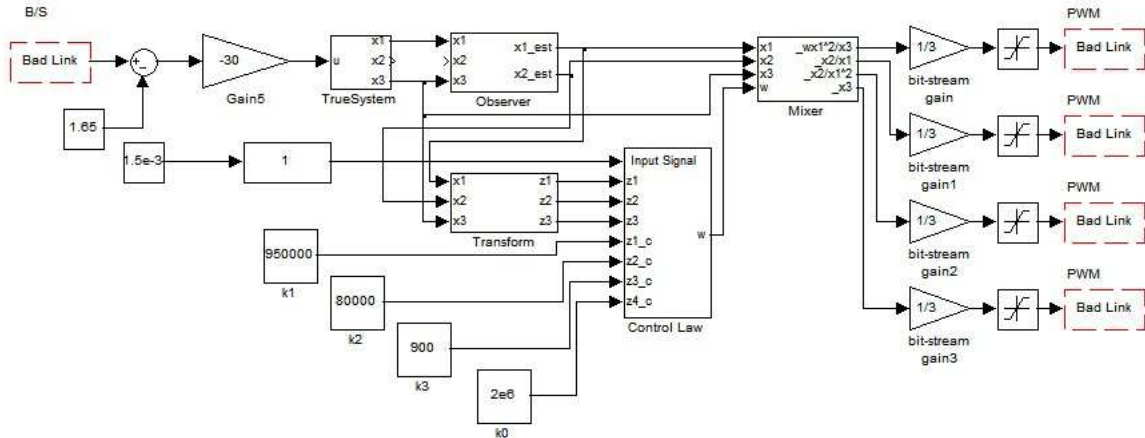 B/S
Bad Link
+
-
-30
Gain5
1.65
u
x1
x2
x3
TrueSystem
x1
x2
x3
x1_est
x2_est
Observer
1.5e-3
1
x1
x2
x3
z1
z2
z3
Transform
950000
k1
80000
k2
900
k3
2e6
k0
Input Signal
z1
z2
z3
z1_c
z2_c
z3_c
z4_c
w
Control Law
x1
x2
x3
w
_wx1^2/x3
_x2/x1
_x2/x1^2
_x3
Mixer
1/3
bit-stream
gain
PWM
Bad Link
1/3
bit-stream
gain1
PWM
Bad Link
1/3
bit-stream
gain2
PWM
Bad Link
1/3
bit-stream
gain3
PWM
Bad Link